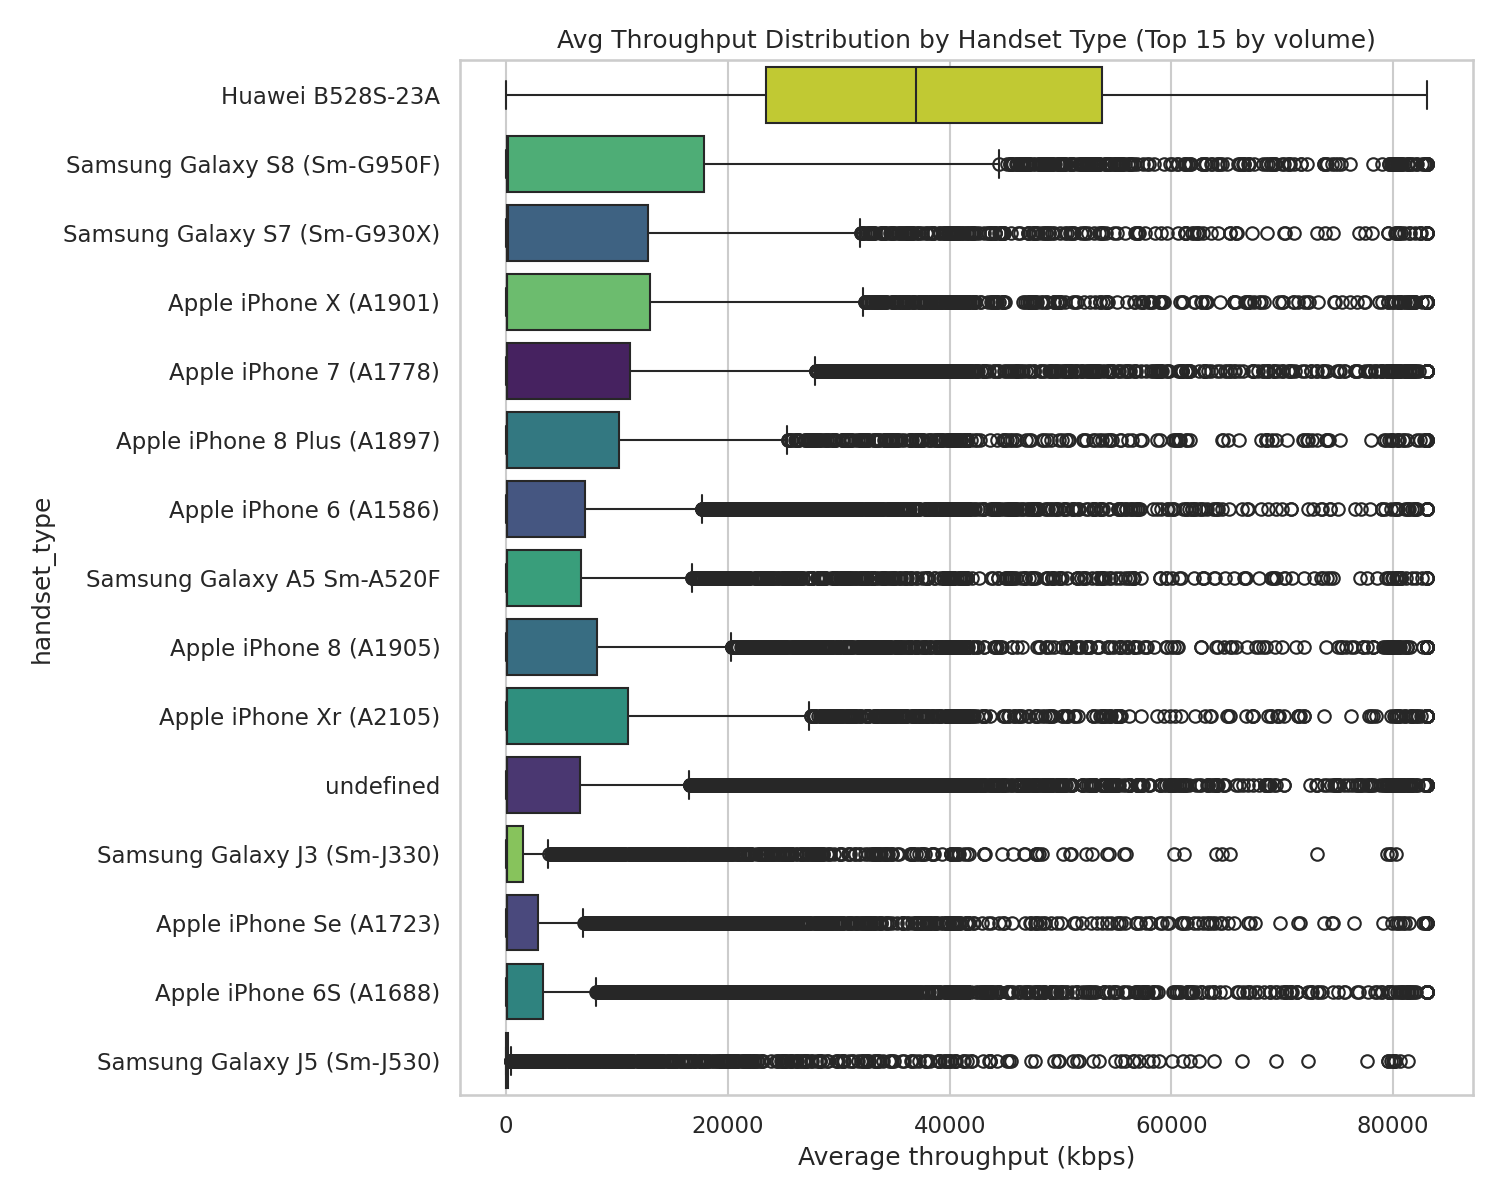 Avg Throughput Distribution by Handset Type (Top 15 by volume)
handset_type
Huawei B528S-23A
Samsung Galaxy S8 (Sm-G950F)
Samsung Galaxy S7 (Sm-G930X)
Apple iPhone X (A1901)
Apple iPhone 7 (A1778)
Apple iPhone 8 Plus (A1897)
Apple iPhone 6 (A1586)
Samsung Galaxy A5 Sm-A520F
Apple iPhone 8 (A1905)
Apple iPhone Xr (A2105)
undefined
Samsung Galaxy J3 (Sm-J330)
Apple iPhone Se (A1723)
Apple iPhone 6S (A1688)
Samsung Galaxy J5 (Sm-J530)
0 20000 40000 60000 80000
Average throughput (kbps)